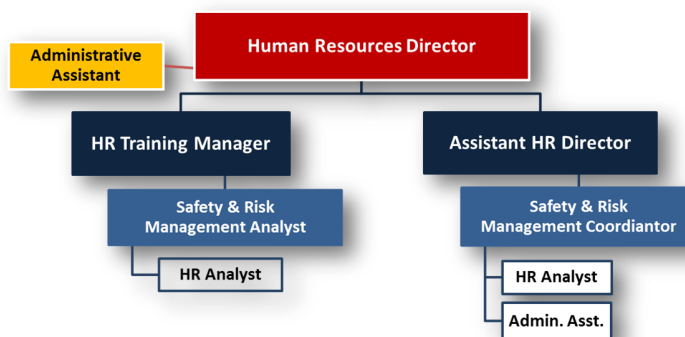 Human Resources Director
Administrative
Assistant
HR Training Manager
Assistant HR Director
Safety & Risk
Management Analyst
Safety & Risk
Management Coordiantor
HR Analyst
HR Analyst
Admin. Asst.